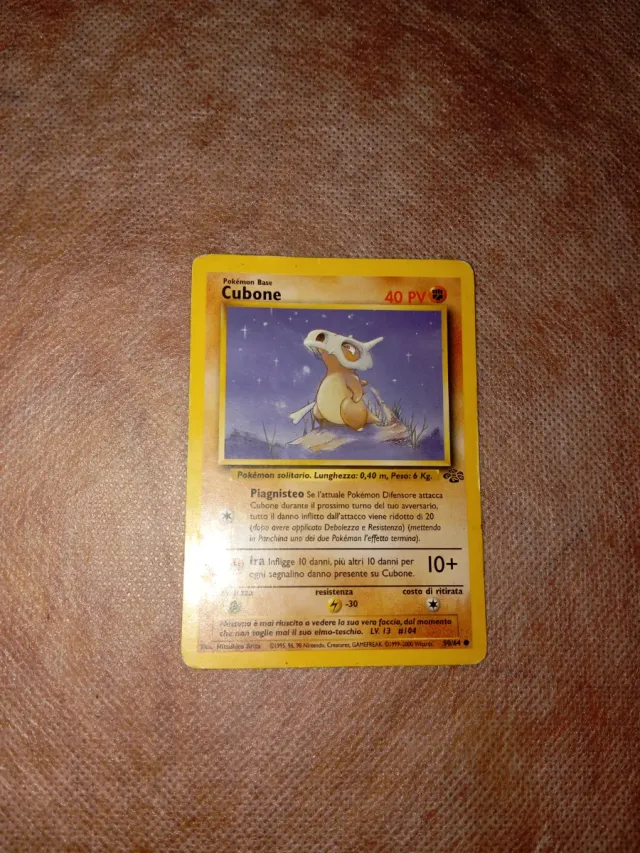 Pokémon Base
Cubone
40 PV
Pokémon solitario. Lunghezza: 0,40 m, Peso: 6 Kg.
Piagnisteo Se l'attuale Pokémon Difensore attacca
Cubone durante il prossimo turno del tuo avversario,
tutto il danno inflitto dall'attacco viene ridotto di 20
(dopo avere applicato Debolezza e Resistenza) (mettendo
in Panchina uno dei due Pokémon l'effetto termina).
Ira Infligge 10 danni, più altri 10 danni per
ogni segnalino danno presente su Cubone.
10+
resistenza
costo di ritirata
-30
Nessuno è mai riuscito a vedere la sua vera faccia, dal momento
che non toglie mai il suo elmo-teschio. LV. 13 #104
Illus. Mitsuhiro Arita ©1995, 96, 98 Nintendo, Creatures, GAMEFREAK. ©1999-2000 Wizards.
50/64